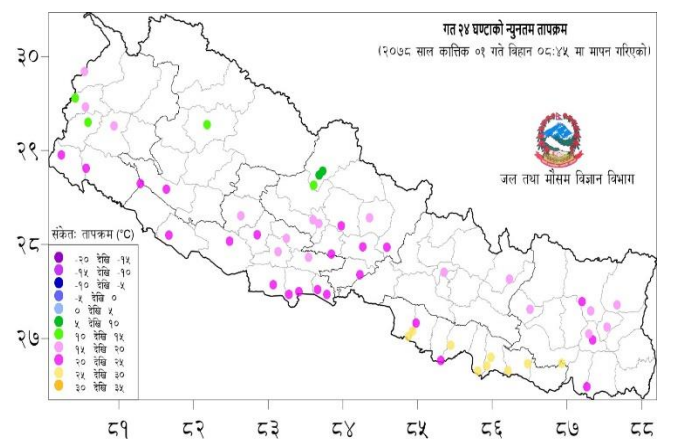 गत २४ घण्टाको न्युनतम तापक्रम
(२०७८ साल कात्तिक ०१ गते बिहान ०८:४५ मा मापन गरिएको)
जल तथा मौसम विज्ञान विभाग
३०
२९
२८
२७
संकेत: तापक्रम (°C)
-२० देखि -१५
-१५ देखि -१०
-१० देखि -५
-५ देखि ०
० देखि ५
५ देखि १०
१० देखि १५
१५ देखि २०
२० देखि २५
२५ देखि ३०
३० देखि ३५
८१ ८२ ८३ ८४ ८५ ८६ ८७ ८८